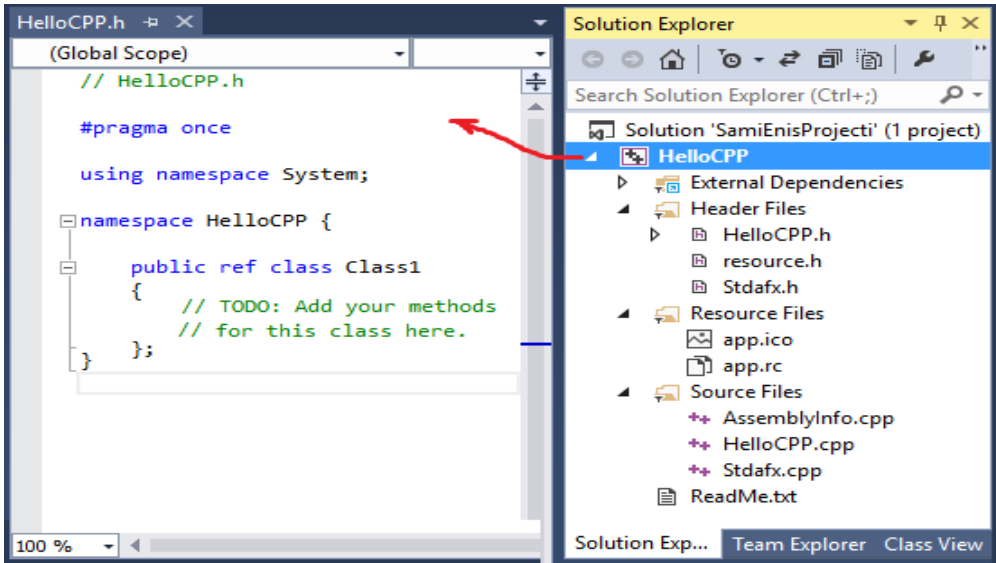 HelloCPP.h
(Global Scope)
// HelloCPP.h
#pragma once
using namespace System;
namespace HelloCPP {
public ref class Class1
{
// TODO: Add your methods
// for this class here.
};
}
100 %
Solution Explorer
Search Solution Explorer (Ctrl+;)
Solution 'SamiEnisProjecti' (1 project)
HelloCPP
External Dependencies
Header Files
HelloCPP.h
resource.h
Stdafx.h
Resource Files
app.ico
app.rc
Source Files
AssemblyInfo.cpp
HelloCPP.cpp
Stdafx.cpp
ReadMe.txt
Solution Exp... Team Explorer Class View